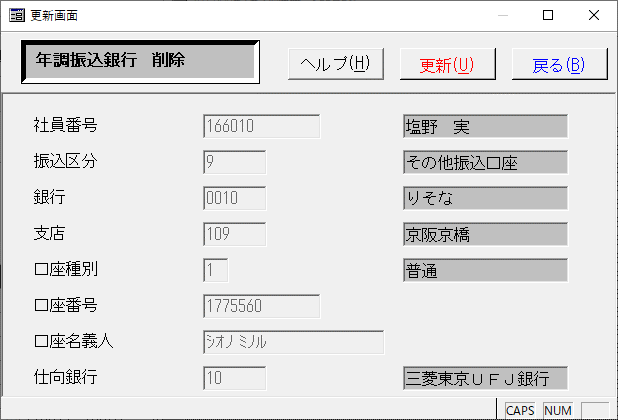 更新画面
年調振込銀行　削除
ヘルプ(H)
更新(U)
戻る(B)
社員番号 166010 塩野　実
振込区分 9 その他振込口座
銀行 0010 りそな
支店 109 京阪京橋
口座種別 1 普通
口座番号 1775560
口座名義人 ｼｵﾉ ﾐﾉﾙ
仕向銀行 10 三菱東京ＵＦＪ銀行
CAPS NUM